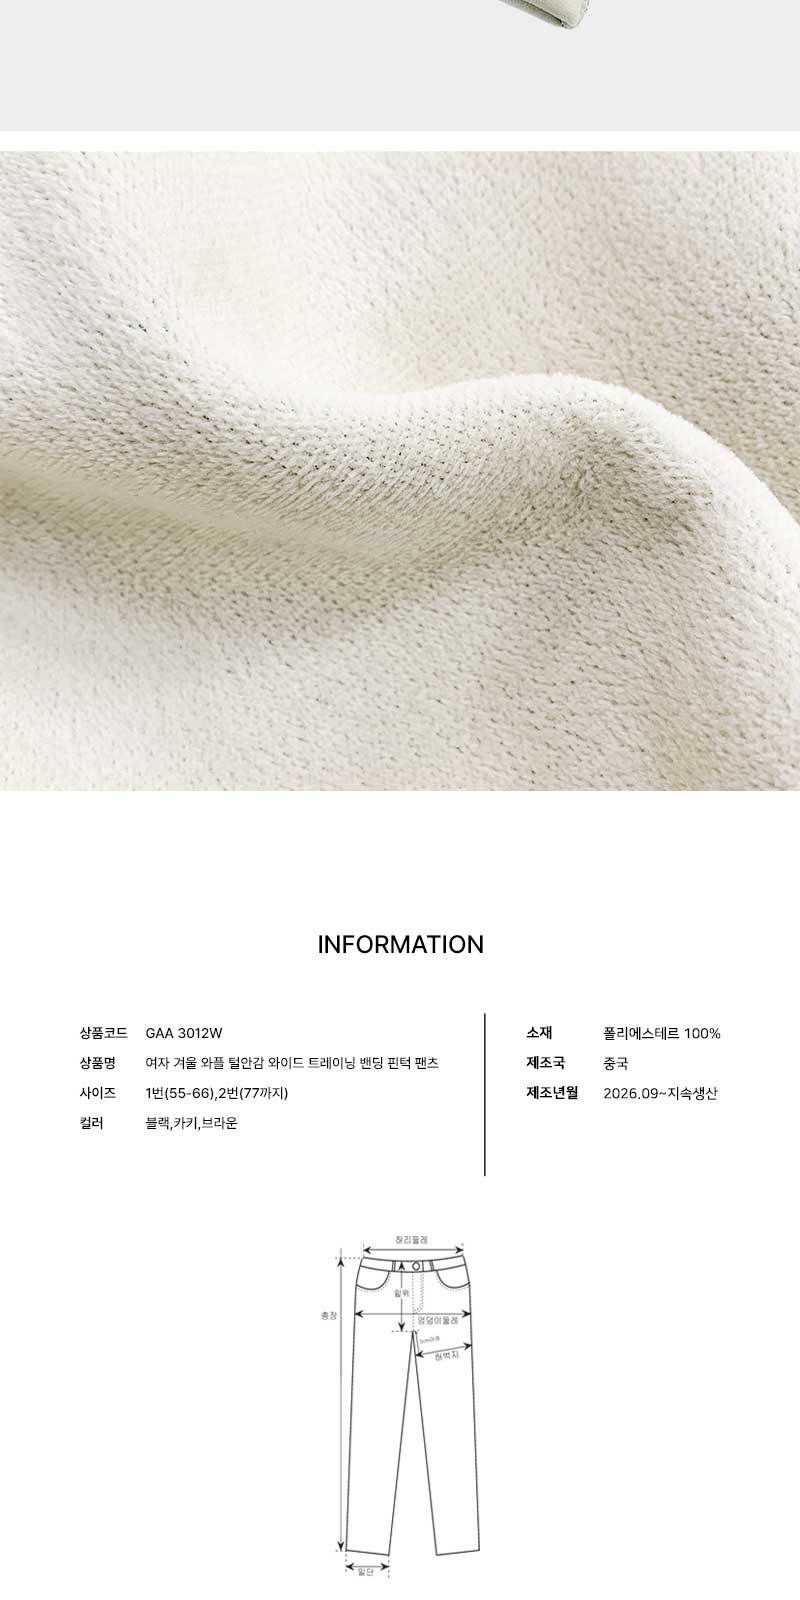 INFORMATION
상품코드 GAA 3012W
상품명 여자 겨울 와플 털안감 와이드 트레이닝 밴딩 핀턱 팬츠
사이즈 1번(55-66),2번(77까지)
컬러 블랙,카키,브라운
소재 폴리에스테르 100%
제조국 중국
제조년월 2026.09~지속생산
허리둘레
밑위
총장
엉덩이둘레
허벅지
밑단